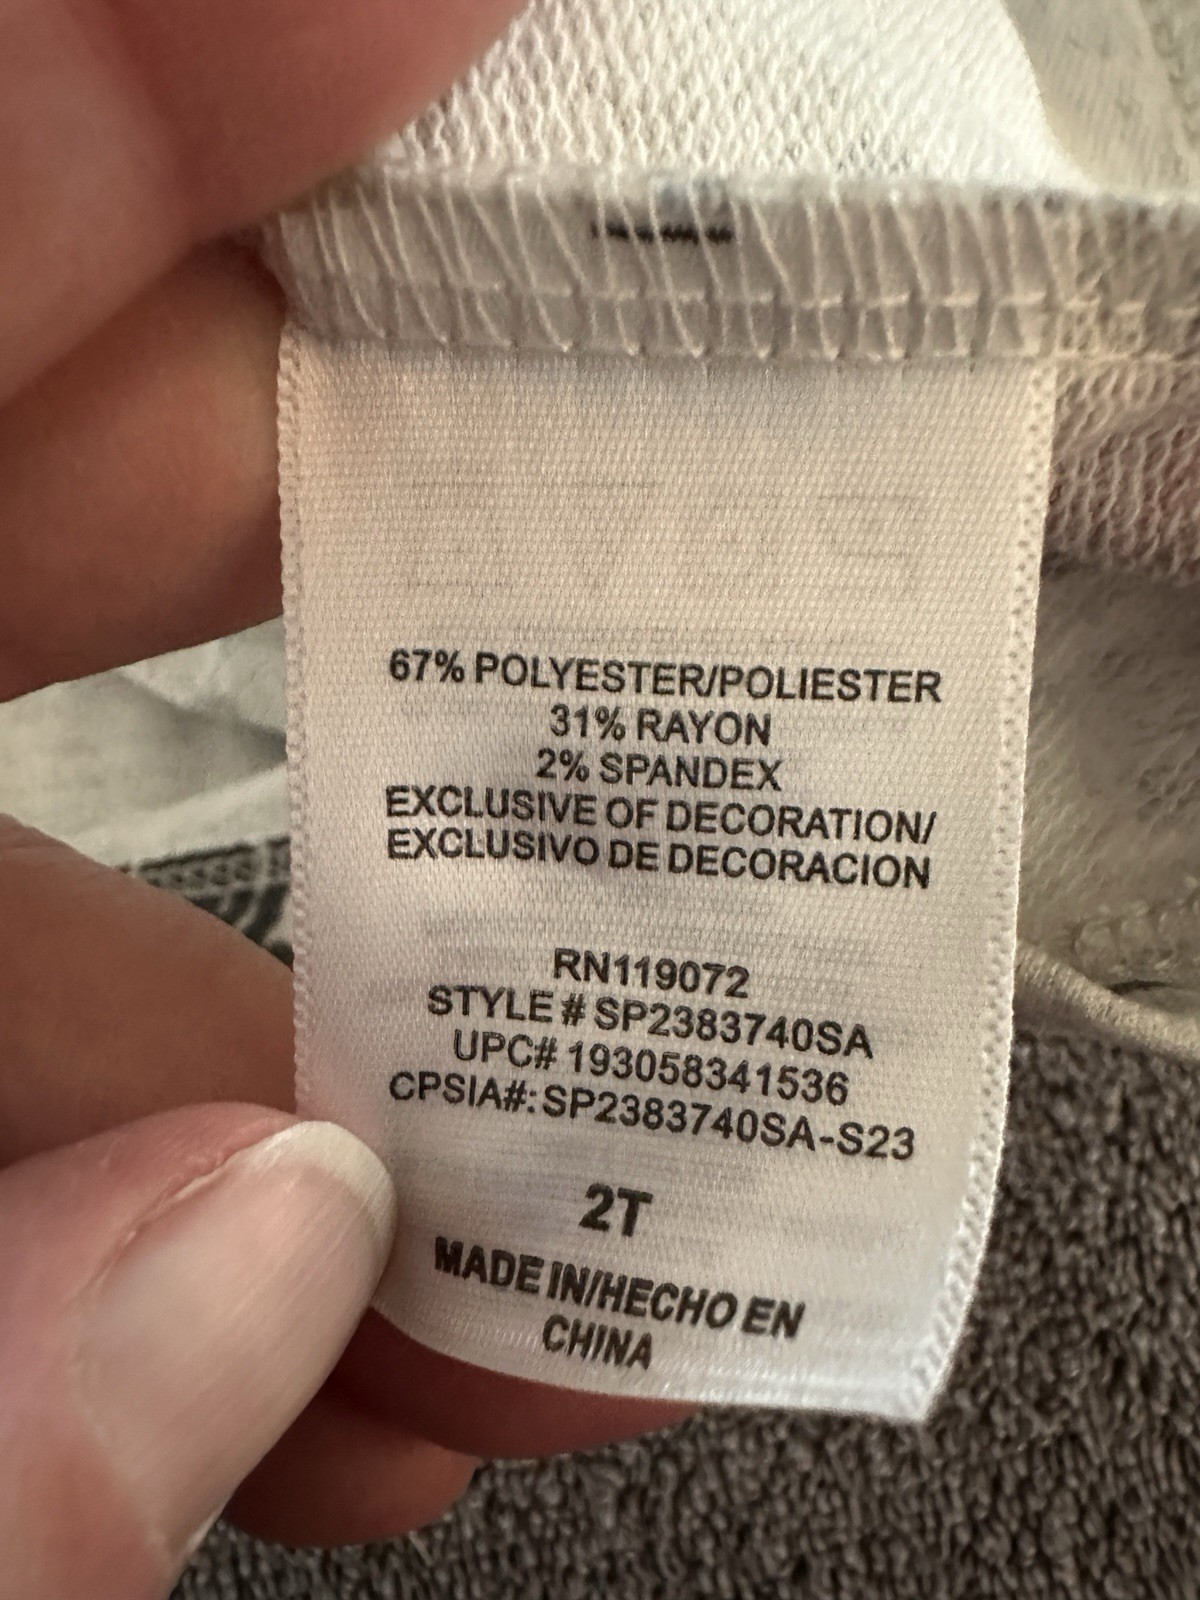 67% POLYESTER/POLIESTER
31% RAYON
2% SPANDEX
EXCLUSIVE OF DECORATION/
EXCLUSIVO DE DECORACION
RN119072
STYLE # SP2383740SA
UPC# 193058341536
CPSIA#: SP2383740SA-S23
2T
MADE IN/HECHO EN
CHINA